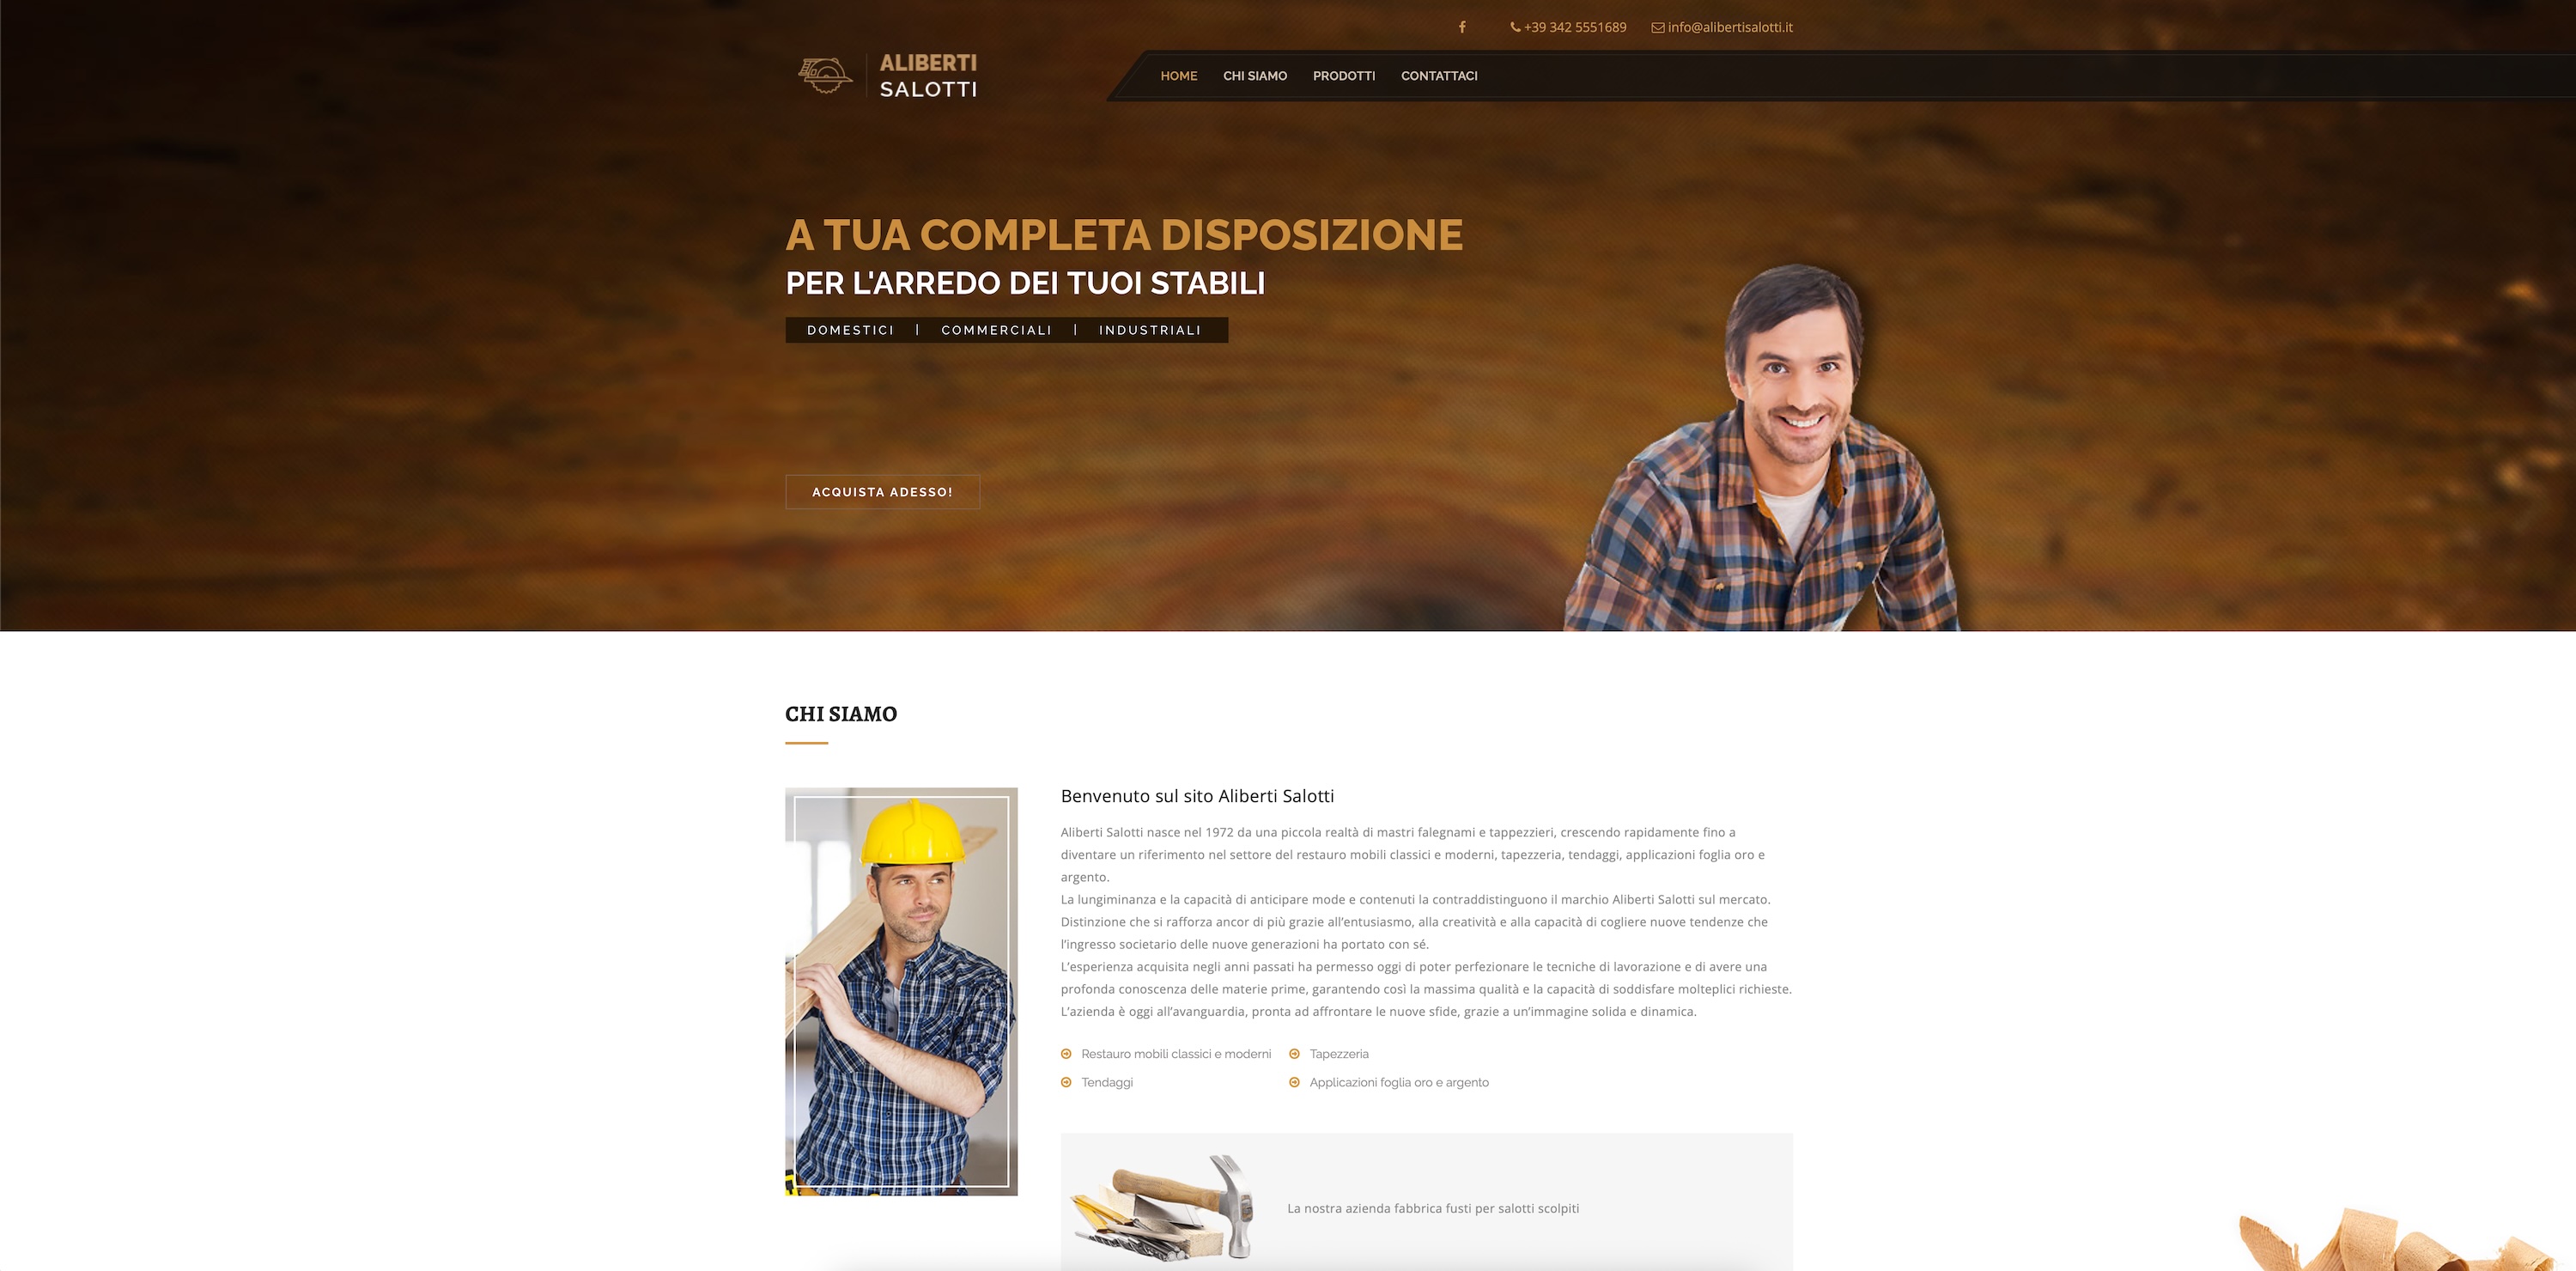 +39 342 5551689 info@alibertisalotti.it
ALIBERTI
SALOTTI
HOME CHI SIAMO PRODOTTI CONTATTACI
A TUA COMPLETA DISPOSIZIONE
PER L'ARREDO DEI TUOI STABILI
DOMESTICI | COMMERCIALI | INDUSTRIALI
ACQUISTA ADESSO!
CHI SIAMO
Benvenuto sul sito Aliberti Salotti
Aliberti Salotti nasce nel 1972 da una piccola realtà di mastri falegnami e tappezzieri, crescendo rapidamente fino a
diventare un riferimento nel settore del restauro mobili classici e moderni, tapezzeria, tendaggi, applicazioni foglia oro e
argento.
La lungiminanza e la capacità di anticipare mode e contenuti la contraddistinguono il marchio Aliberti Salotti sul mercato.
Distinzione che si rafforza ancor di più grazie all’entusiasmo, alla creatività e alla capacità di cogliere nuove tendenze che
l’ingresso societario delle nuove generazioni ha portato con sé.
L’esperienza acquisita negli anni passati ha permesso oggi di poter perfezionare le tecniche di lavorazione e di avere una
profonda conoscenza delle materie prime, garantendo così la massima qualità e la capacità di soddisfare molteplici richieste.
L’azienda è oggi all’avanguardia, pronta ad affrontare le nuove sfide, grazie a un’immagine solida e dinamica.
Restauro mobili classici e moderni Tapezzeria
Tendaggi Applicazioni foglia oro e argento
La nostra azienda fabbrica fusti per salotti scolpiti